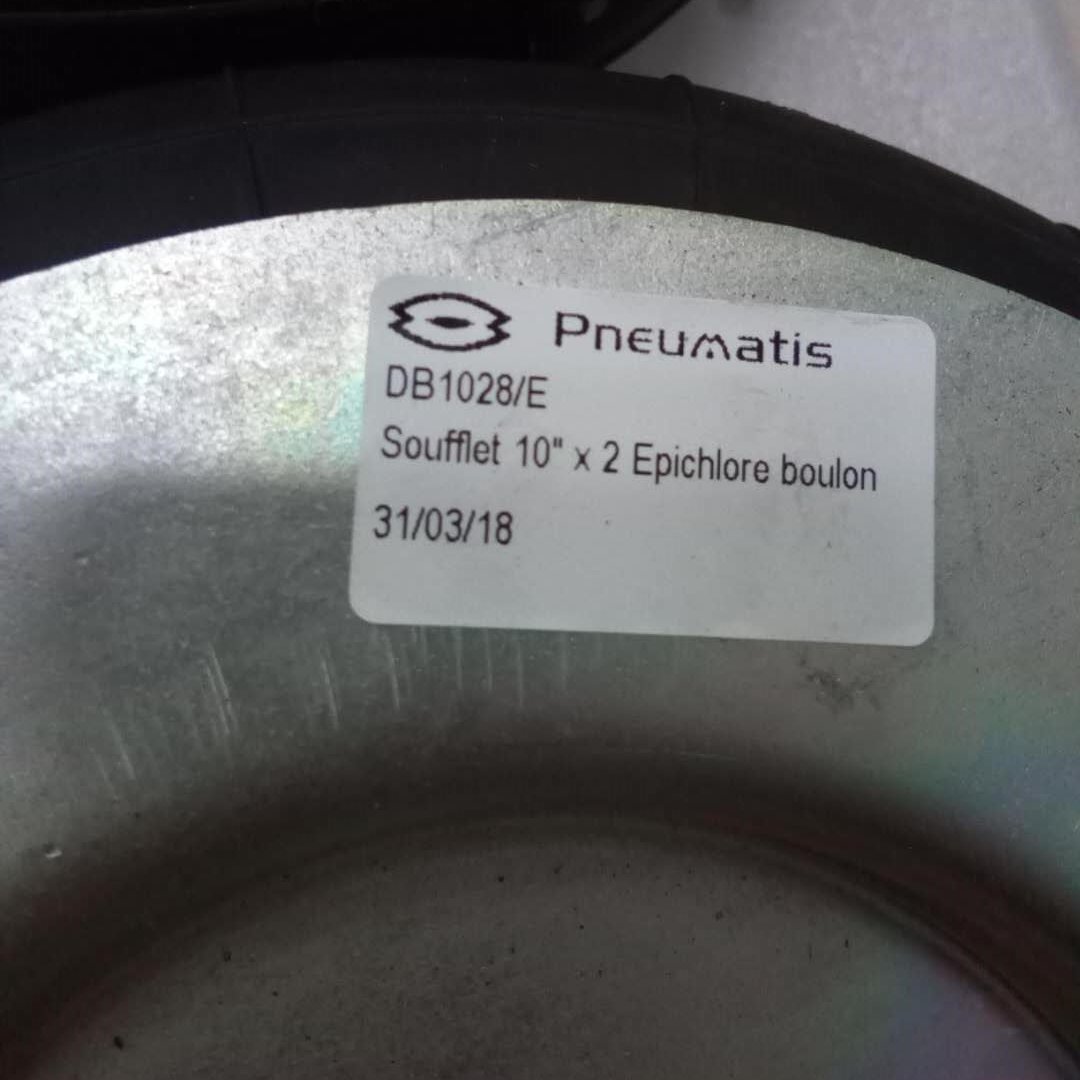 Pneumatis
DB1028/E
Soufflet 10" x 2 Epichlore boulon
31/03/18